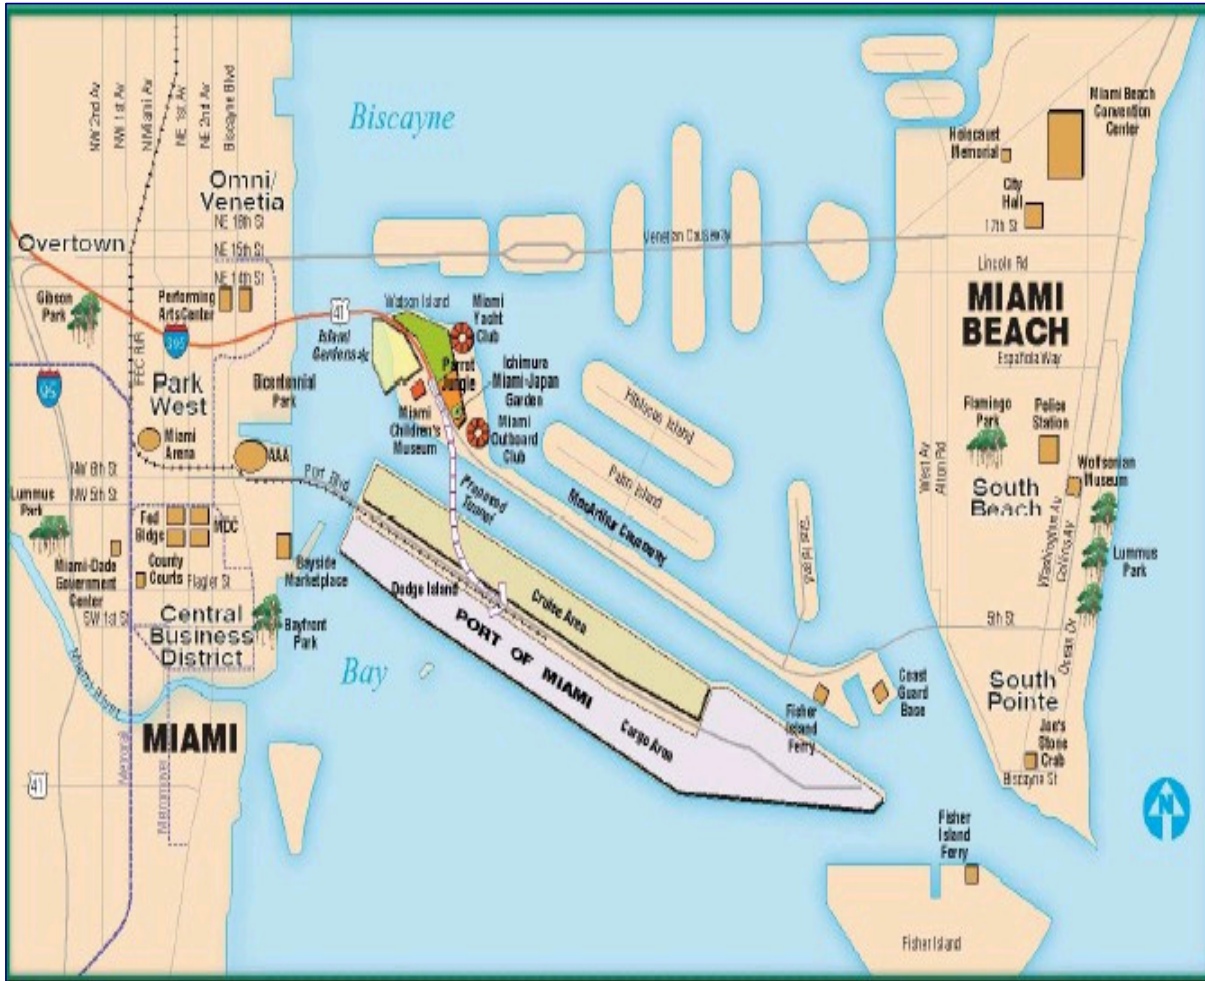 NW 2nd Av
NW 1st Av
N Miami Av
NE 1st Av
NE 2nd Av
Biscayne Blvd
Biscayne
Miami Beach
Convention
Center
Holocaust
Memorial
City
Hall
17th St
Omni/
Venetia
NE 18th St
NE 15th St
NE 14th St
Overtown
Venetian Causeway
Lincoln Rd
Gibson
Park
Performing
Arts Center
395
41
Watson Island
Island
Gardens
Miami
Yacht
Club
Parrot
Jungle
Ichimura
Miami-Japan
Garden
MIAMI
BEACH
Española Way
95
FEC R/R
Park
West
Bicentennial
Park
Miami
Children's
Museum
Miami
Outboard
Club
Hibiscus Island
Palm Island
Star Island
Flamingo
Park
Police
Station
West Av
Alton Rd
Wolfsonian
Museum
South
Beach
Washington Av
Collins Av
Lummus
Park
Miami
Arena
AAA
NW 6th St
NW 5th St
Port Blvd
Proposed
Tunnel
MacArthur Causeway
Lummus
Park
Fed
Bldgs
MDC
Miami-Dade
Government
Center
County
Courts
Flagler St
Bayside
Marketplace
SW 1st St
Central
Business
District
Bayfront
Park
Dodge Island
Cruise Area
PORT OF MIAMI
Cargo Area
5th St
Ocean Dr
Bay
Miami River
MIAMI
Metrorail
Metromover
41
Fisher
Island
Ferry
Coast
Guard
Base
South
Pointe
Joe's
Stone
Crab
Biscayne St
N
Fisher
Island
Ferry
Fisher Island